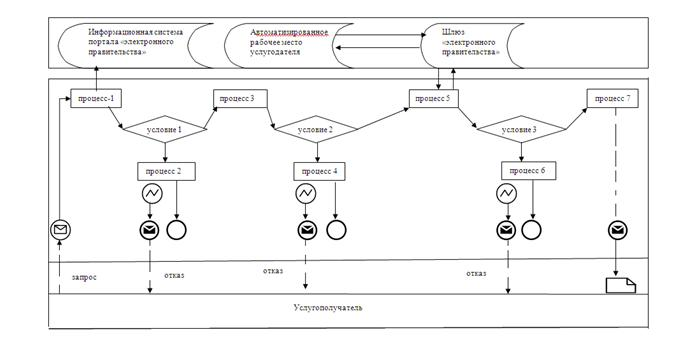 Информационная система
портала «электронного
правительства»
Автоматизированное
рабочее место
услугодателя
Шлюз
«электронного
правительства»
процесс-1
процесс 3
процесс 5
процесс 7
условие 1
условие 2
условие 3
процесс 2
процесс 4
процесс 6
запрос
отказ
отказ
отказ
Услугополучатель